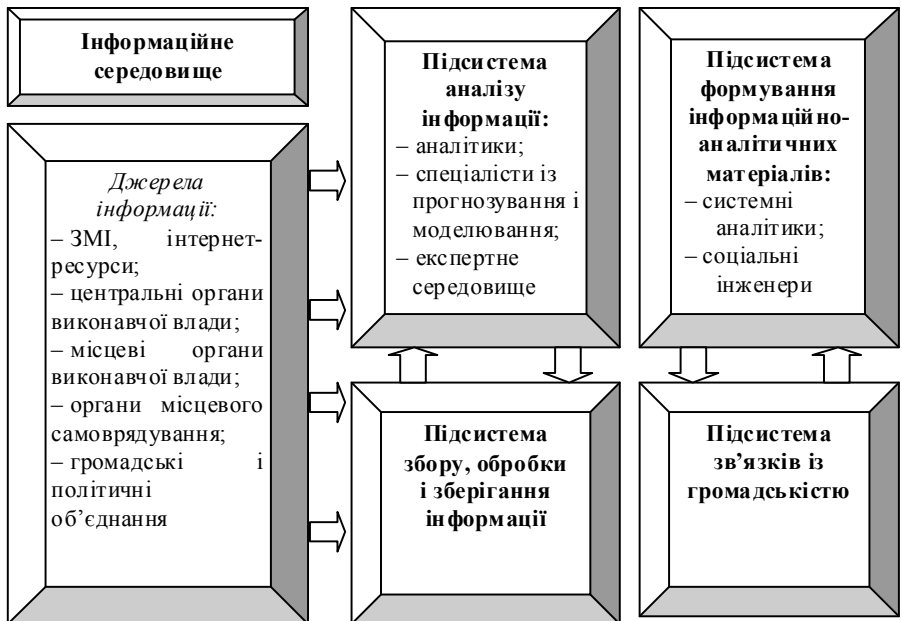 Інформаційне
середовище
Джерела
інформації:
– ЗМІ, інтернет-
ресурси;
– центральні органи
виконавчої влади;
– місцеві органи
виконавчої влади;
– органи місцевого
самоврядування;
– громадські і
політичні
об’єднання
Підсистема
аналізу
інформації:
– аналітики;
– спеціалісти із
прогнозування і
моделювання;
– експертне
середовище
Підсистема
збору, обробки
і зберігання
інформації
Підсистема
формування
інформаційно-
аналітичних
матеріалів:
– системні
аналітики;
– соціальні
інженери
Підсистема
зв’язків із
громадськістю